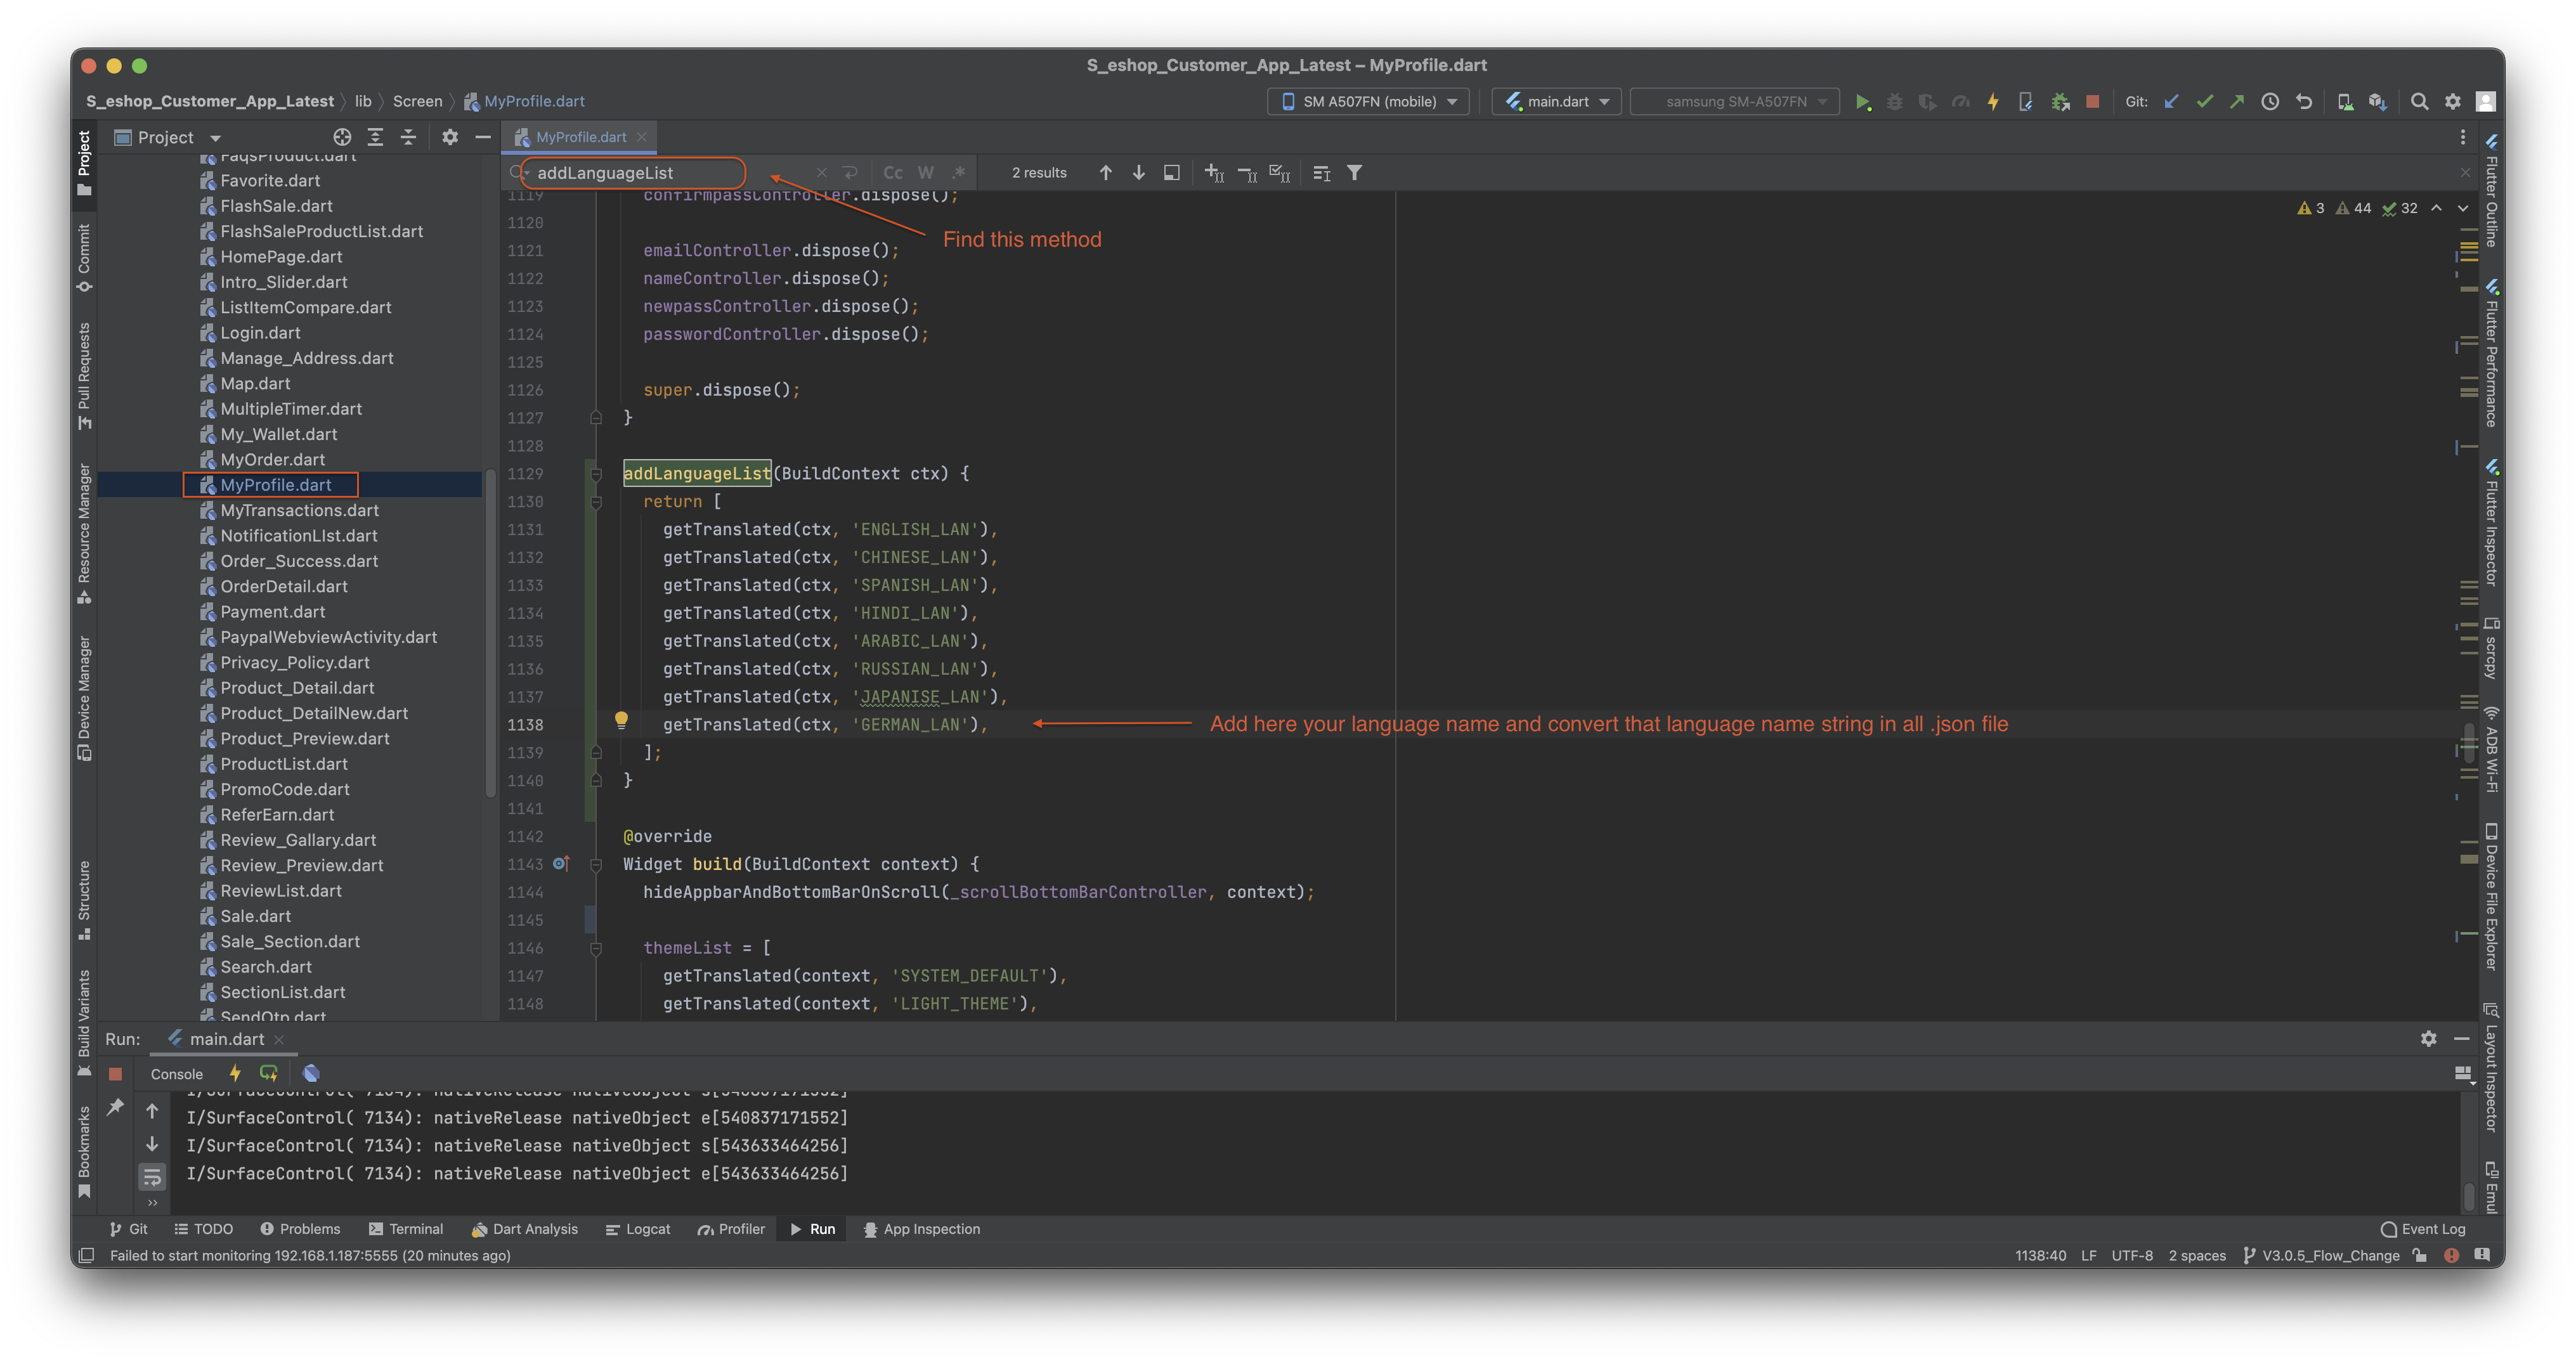 S_eshop_Customer_App_Latest – MyProfile.dart
S_eshop_Customer_App_Latest lib Screen MyProfile.dart SM A507FN (mobile) main.dart samsung SM-A507FN Git:
Project
MyProfile.dart
addLanguageList Cc W .* 2 results
Find this method
3 44 32
Project
Commit
Pull Requests
Resource Manager
Device Manager
Structure
Build Variants
Bookmarks
FaqsProduct.dart
Favorite.dart
FlashSale.dart
FlashSaleProductList.dart
HomePage.dart
Intro_Slider.dart
ListItemCompare.dart
Login.dart
Manage_Address.dart
Map.dart
MultipleTimer.dart
My_Wallet.dart
MyOrder.dart
MyProfile.dart
MyTransactions.dart
NotificationLIst.dart
Order_Success.dart
OrderDetail.dart
Payment.dart
PaypalWebviewActivity.dart
Privacy_Policy.dart
Product_Detail.dart
Product_DetailNew.dart
Product_Preview.dart
ProductList.dart
PromoCode.dart
ReferEarn.dart
Review_Gallary.dart
Review_Preview.dart
ReviewList.dart
Sale.dart
Sale_Section.dart
Search.dart
SectionList.dart
SendOtp.dart
1119 confirmpassController.dispose();
1120
1121 emailController.dispose();
1122 nameController.dispose();
1123 newpassController.dispose();
1124 passwordController.dispose();
1125
1126 super.dispose();
1127 }
1128
1129 addLanguageList(BuildContext ctx) {
1130 return [
1131 getTranslated(ctx, 'ENGLISH_LAN'),
1132 getTranslated(ctx, 'CHINESE_LAN'),
1133 getTranslated(ctx, 'SPANISH_LAN'),
1134 getTranslated(ctx, 'HINDI_LAN'),
1135 getTranslated(ctx, 'ARABIC_LAN'),
1136 getTranslated(ctx, 'RUSSIAN_LAN'),
1137 getTranslated(ctx, 'JAPANISE_LAN'),
1138 getTranslated(ctx, 'GERMAN_LAN'),
Add here your language name and convert that language name string in all .json file
1139 ];
1140 }
1141
1142 @override
1143 Widget build(BuildContext context) {
1144 hideAppbarAndBottomBarOnScroll(_scrollBottomBarController, context);
1145
1146 themeList = [
1147 getTranslated(context, 'SYSTEM_DEFAULT'),
1148 getTranslated(context, 'LIGHT_THEME'),
Flutter Outline
Flutter Performance
Flutter Inspector
scrcpy
ADB Wi-Fi
Device File Explorer
Layout Inspector
Emul
Run: main.dart
Console
I/SurfaceControl( 7134): nativeRelease nativeObject s[540837171552]
I/SurfaceControl( 7134): nativeRelease nativeObject e[540837171552]
I/SurfaceControl( 7134): nativeRelease nativeObject s[543633464256]
I/SurfaceControl( 7134): nativeRelease nativeObject e[543633464256]
Git TODO Problems Terminal Dart Analysis Logcat Profiler Run App Inspection Event Log
Failed to start monitoring 192.168.1.187:5555 (20 minutes ago) 1138:40 LF UTF-8 2 spaces V3.0.5_Flow_Change